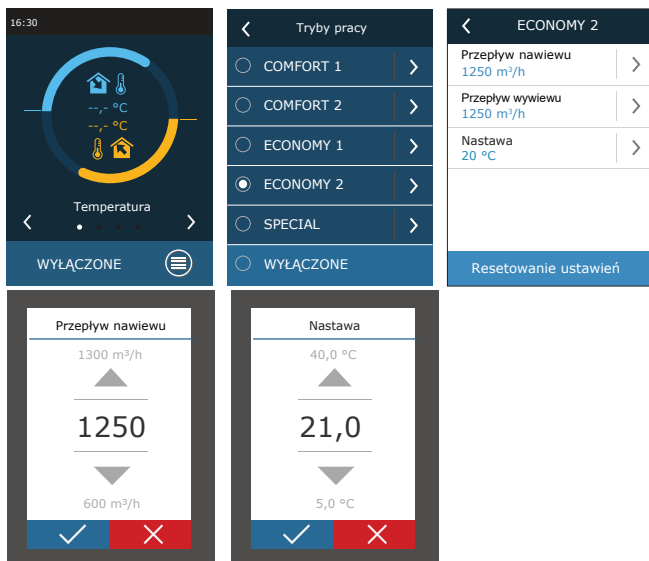 16:30
--,- °C
--,- °C
Temperatura
WYŁĄCZONE
Tryby pracy
COMFORT 1
COMFORT 2
ECONOMY 1
ECONOMY 2
SPECIAL
WYŁĄCZONE
ECONOMY 2
Przepływ nawiewu
1250 m³/h
Przepływ wywiewu
1250 m³/h
Nastawa
20 °C
Resetowanie ustawień
Przepływ nawiewu
1300 m³/h
1250
600 m³/h
Nastawa
40,0 °C
21,0
5,0 °C